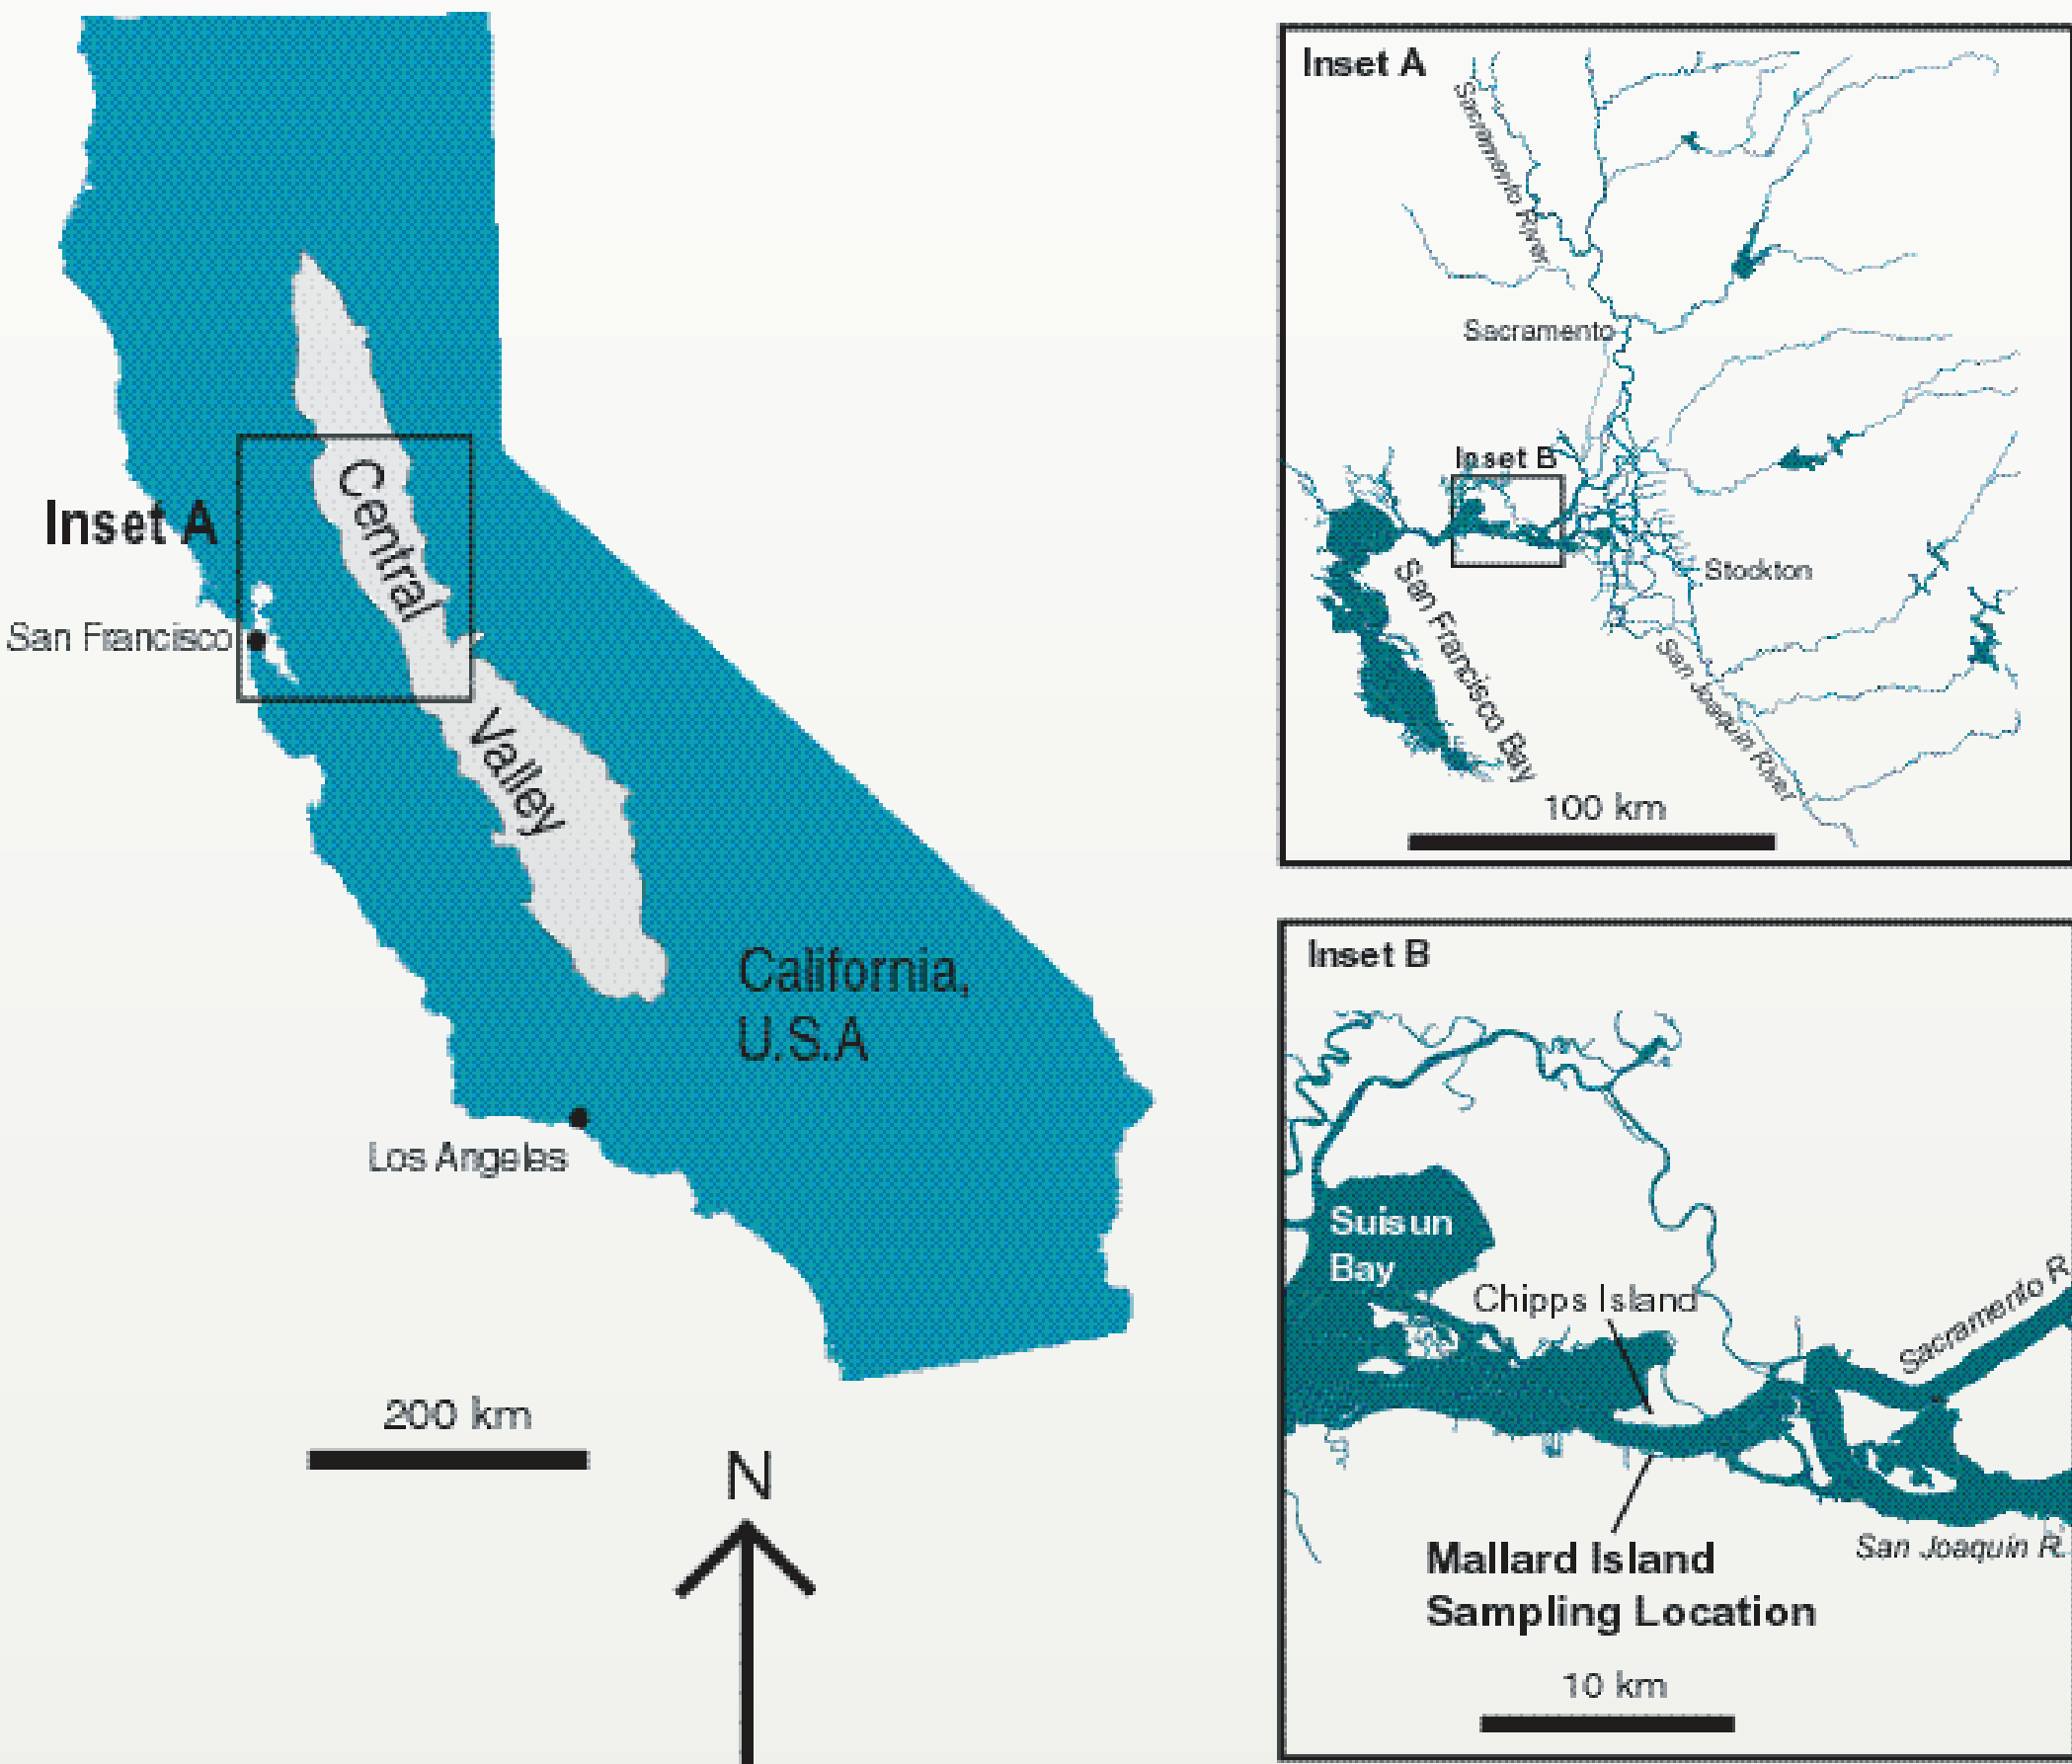 Inset A
San Francisco
Central
Valley
California,
U.S.A
Los Angeles
200 km
N
Inset A
Sacramento River
Sacramento
Inset B
Stockton
San Francisco Bay
San Joaquin River
100 km
Inset B
Suisun
Bay
Chipps Island
Sacramento R.
San Joaquin R.
Mallard Island
Sampling Location
10 km